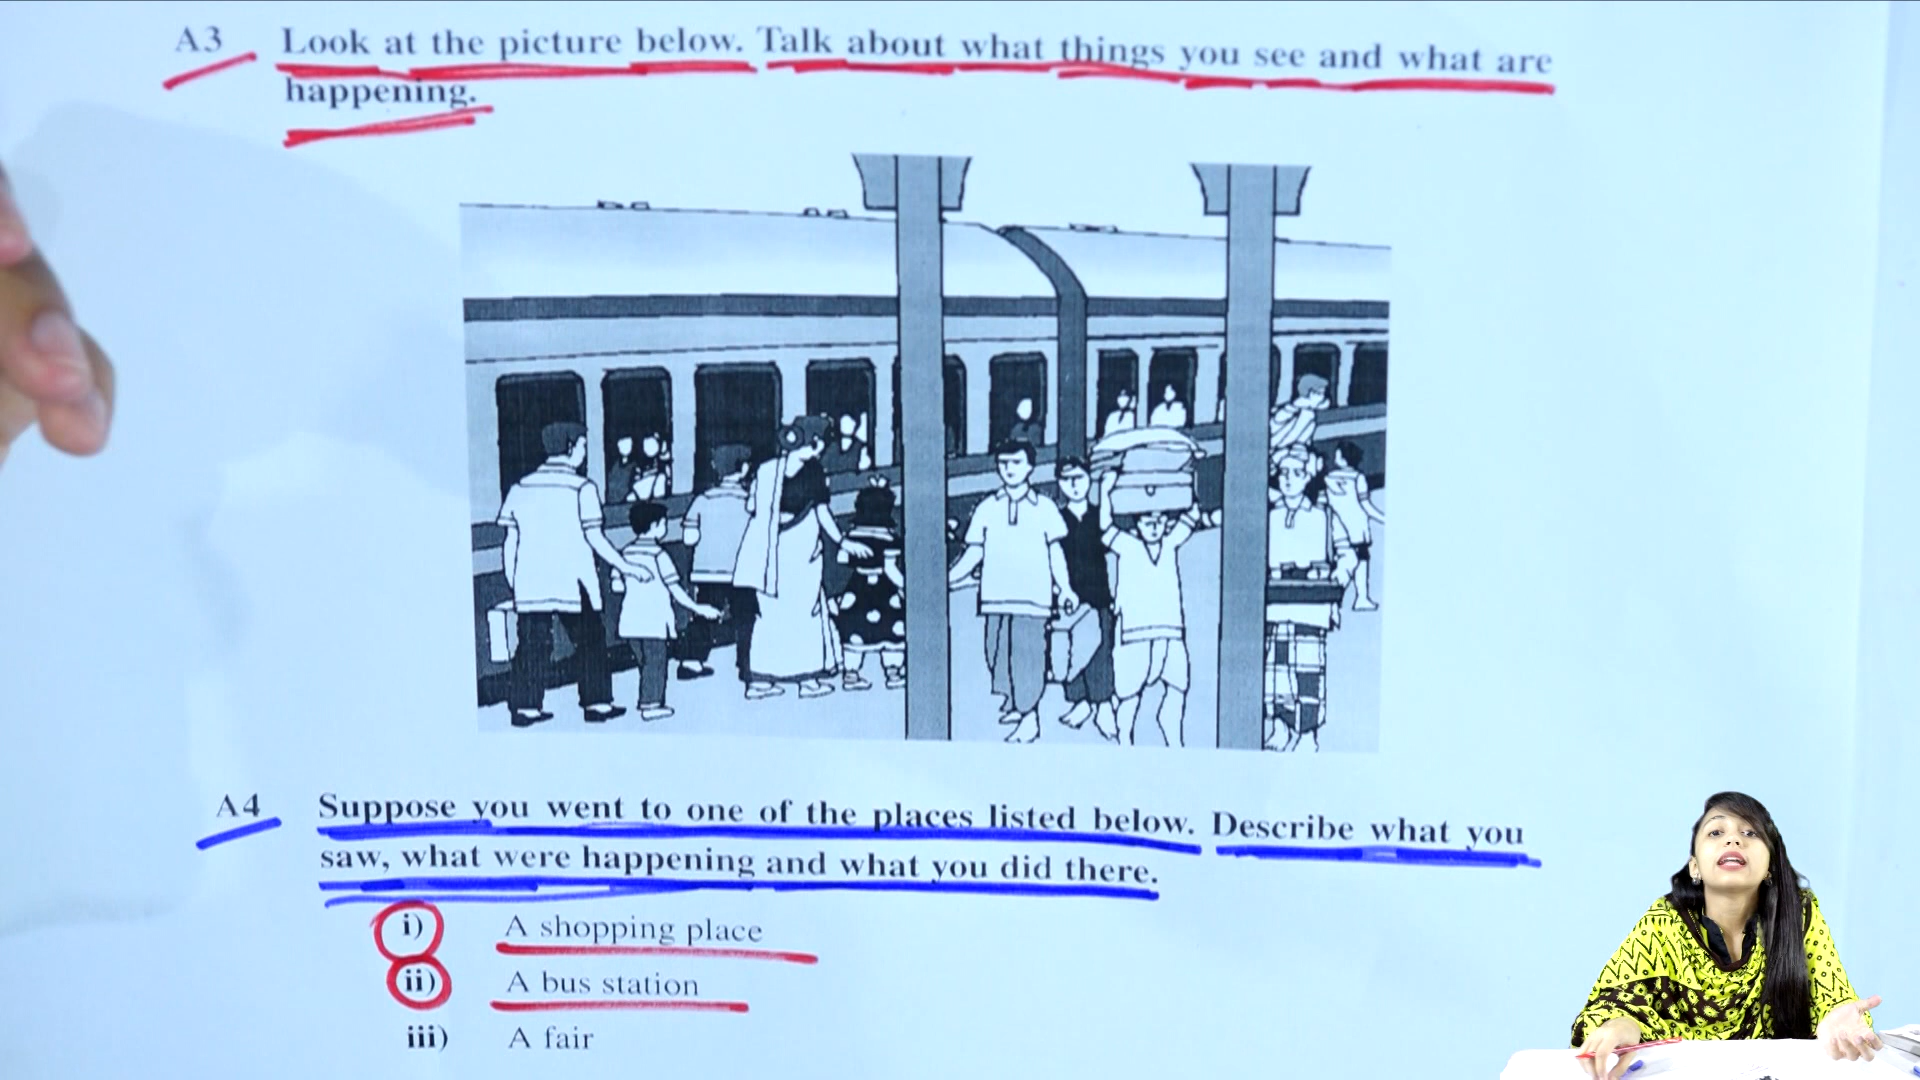 A3 Look at the picture below. Talk about what things you see and what are
happening.
A4 Suppose you went to one of the places listed below. Describe what you
saw, what were happening and what you did there.
i) A shopping place
ii) A bus station
iii) A fair